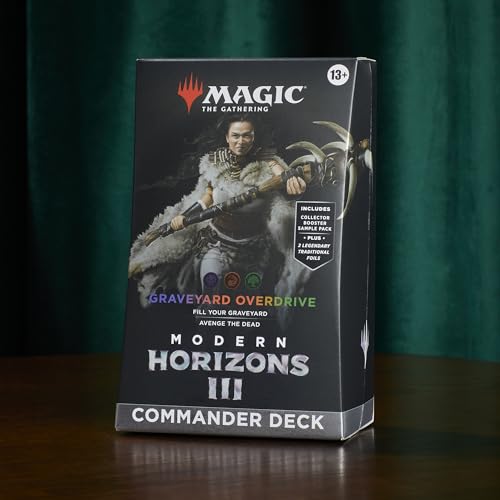 13+
MAGIC
THE GATHERING
INCLUDES
COLLECTOR
BOOSTER
SAMPLE PACK
• PLUS •
2 LEGENDARY
TRADITIONAL
FOILS
GRAVEYARD OVERDRIVE
FILL YOUR GRAVEYARD
AVENGE THE DEAD
MODERN
HORIZONS
III
COMMANDER DECK